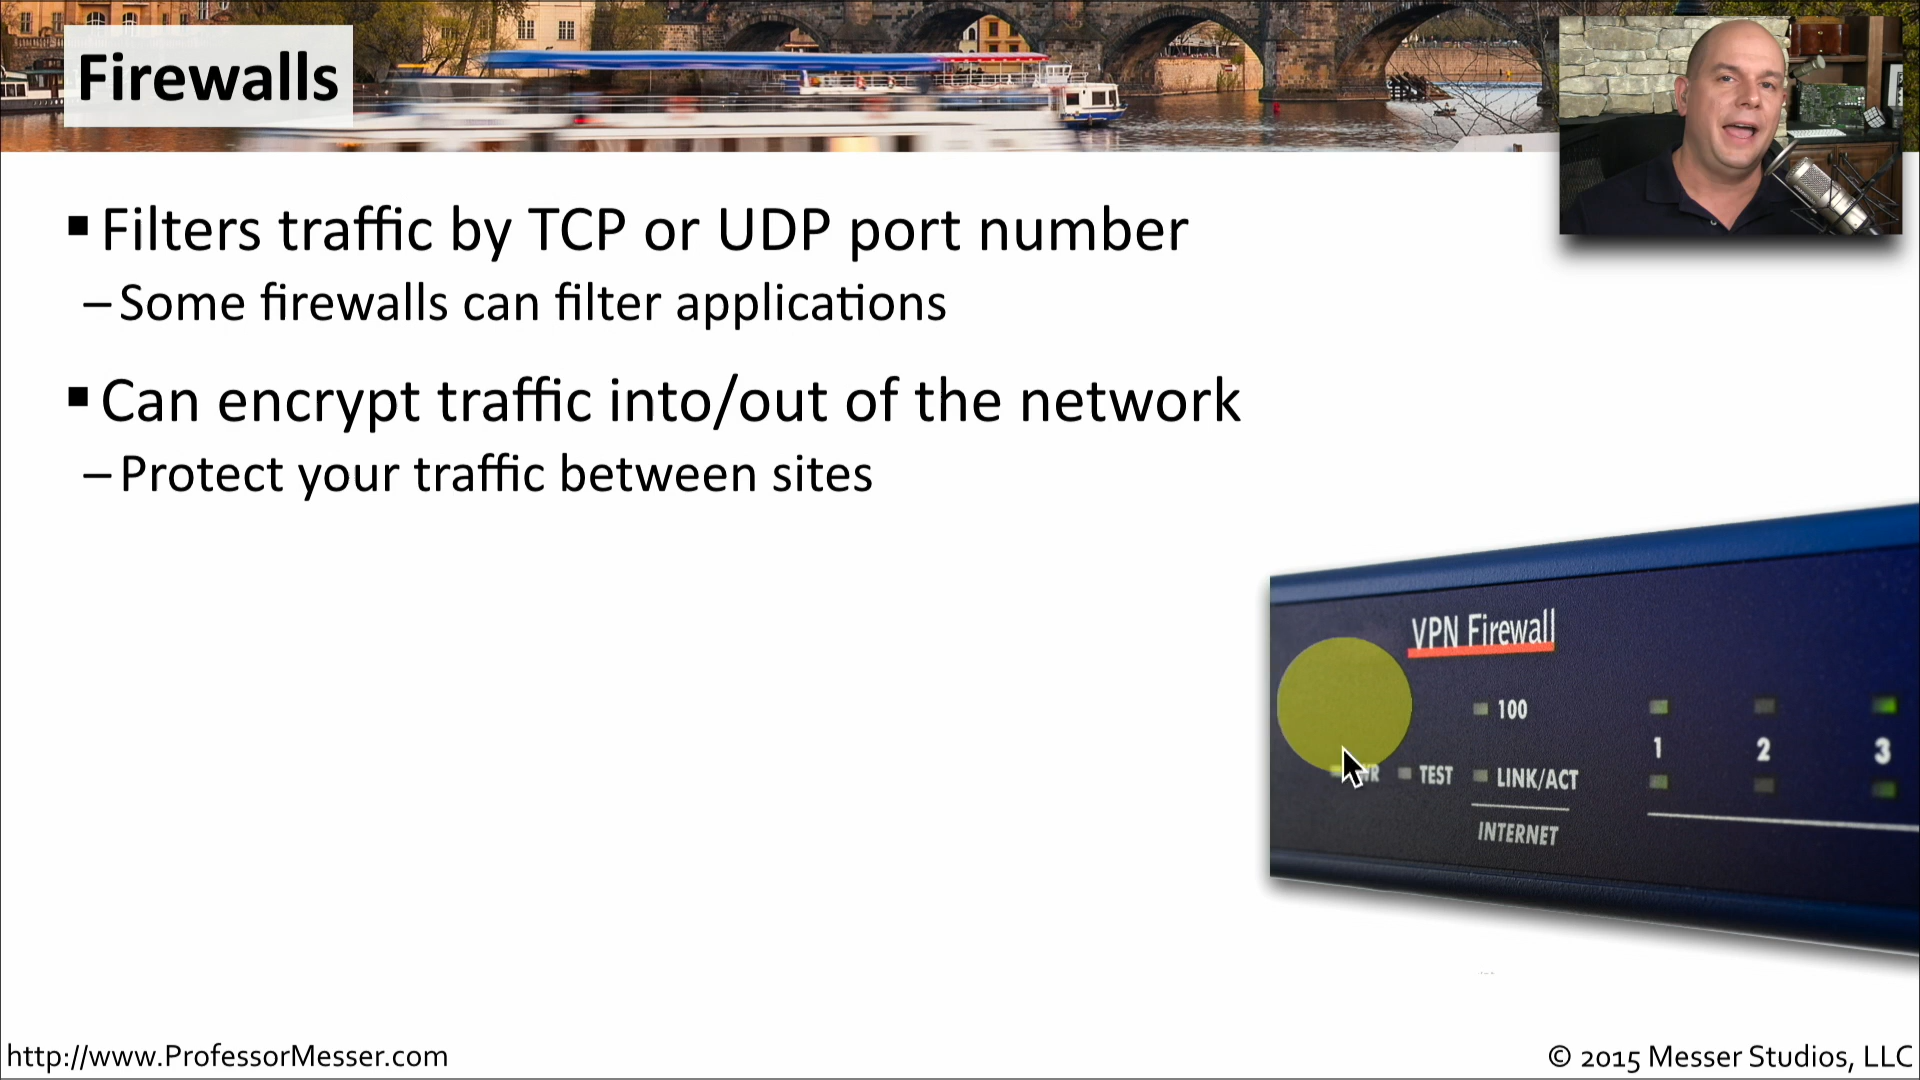 Firewalls
▪ Filters traffic by TCP or UDP port number
– Some firewalls can filter applications
▪ Can encrypt traffic into/out of the network
– Protect your traffic between sites
VPN Firewall
100
1 2 3
TEST LINK/ACT
INTERNET
http://www.ProfessorMesser.com
© 2015 Messer Studios, LLC